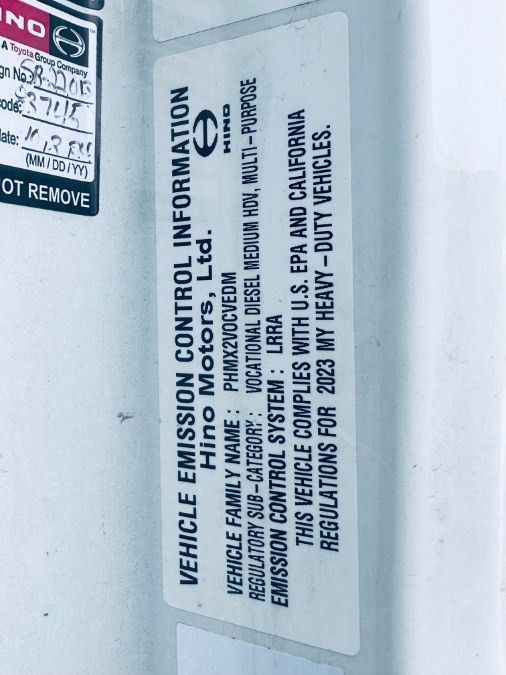 HINO
A Toyota Group Company
(MM / DD / YY)
NOT REMOVE
VEHICLE EMISSION CONTROL INFORMATION
Hino Motors, Ltd.
HINO
VEHICLE FAMILY NAME : PHMX2VOCVEDM
REGULATORY SUB-CATEGORY : VOCATIONAL DIESEL MEDIUM HDV, MULTI-PURPOSE
EMISSION CONTROL SYSTEM : LRRA
THIS VEHICLE COMPLIES WITH U.S. EPA AND CALIFORNIA
REGULATIONS FOR 2023 MY HEAVY-DUTY VEHICLES.